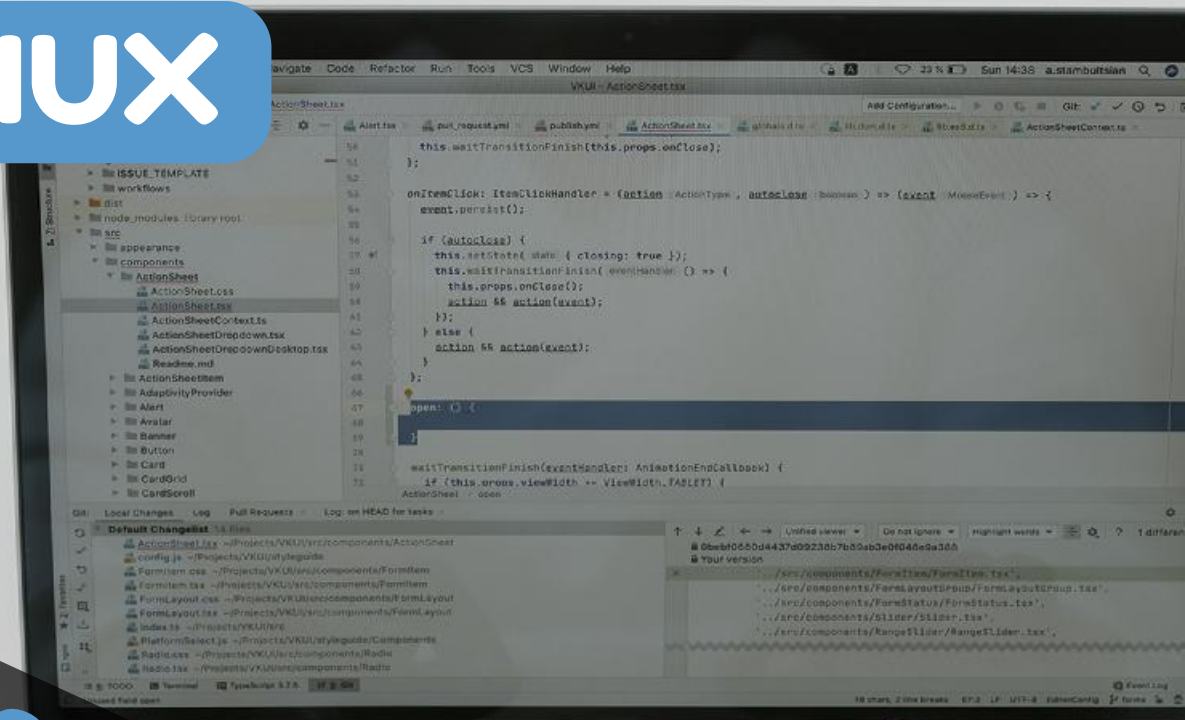 UX
Navigate Code Refactor Run Tools VCS Window Help
23 % Sun 14:38 a.stambultsian
VKUI – ActionSheet.tsx
ActionSheet.tsx
Add Configuration...
Git:
Alert.tsx pull_request.yml publish.yml ActionSheet.tsx ActionSheetContext.ts
ISSUE_TEMPLATE
workflows
dist
node_modules library root
src
appearance
components
ActionSheet
ActionSheet.css
ActionSheet.tsx
ActionSheetContext.ts
ActionSheetDropdown.tsx
ActionSheetDropdownDesktop.tsx
Readme.md
ActionSheetItem
AdaptivityProvider
Alert
Avatar
Banner
Button
Card
CardGrid
CardScroll
this.waitTransitionFinish(this.props.onClose);
};
onItemClick: ItemClickHandler = (action :ActionType , autoclose :boolean ) => (event :MouseEvent ) => {
event.persist();
if (autoclose) {
this.setState( state: { closing: true });
this.waitTransitionFinish( eventHandler: () => {
this.props.onClose();
action && action(event);
});
} else {
action && action(event);
}
};
open: () {
}
waitTransitionFinish(eventHandler: AnimationEndCallback) {
ActionSheet open
Git: Local Changes Log Pull Requests Log: on HEAD for tasks
Default Changelist 14 files
ActionSheet.tsx ~/Projects/VKUI/src/components/ActionSheet
config.js ~/Projects/VKUI/styleguide
FormItem.css ~/Projects/VKUI/src/components/FormItem
FormItem.tsx ~/Projects/VKUI/src/components/FormItem
FormLayout.css ~/Projects/VKUI/src/components/FormLayout
FormLayout.tsx ~/Projects/VKUI/src/components/FormLayout
index.ts ~/Projects/VKUI/src
PlatformSelect.js ~/Projects/VKUI/styleguide/Components
Radio.css ~/Projects/VKUI/src/components/Radio
Radio.tsx ~/Projects/VKUI/src/components/Radio
Unified viewer Do not ignore Highlight words
Your version
'../src/components/FormItem/FormItem.tsx',
'../src/components/FormLayoutGroup/FormLayoutGroup.tsx',
'../src/components/FormStatus/FormStatus.tsx',
'../src/components/Slider/Slider.tsx',
'../src/components/RangeSlider/RangeSlider.tsx',
TODO Terminal Git
Event Log